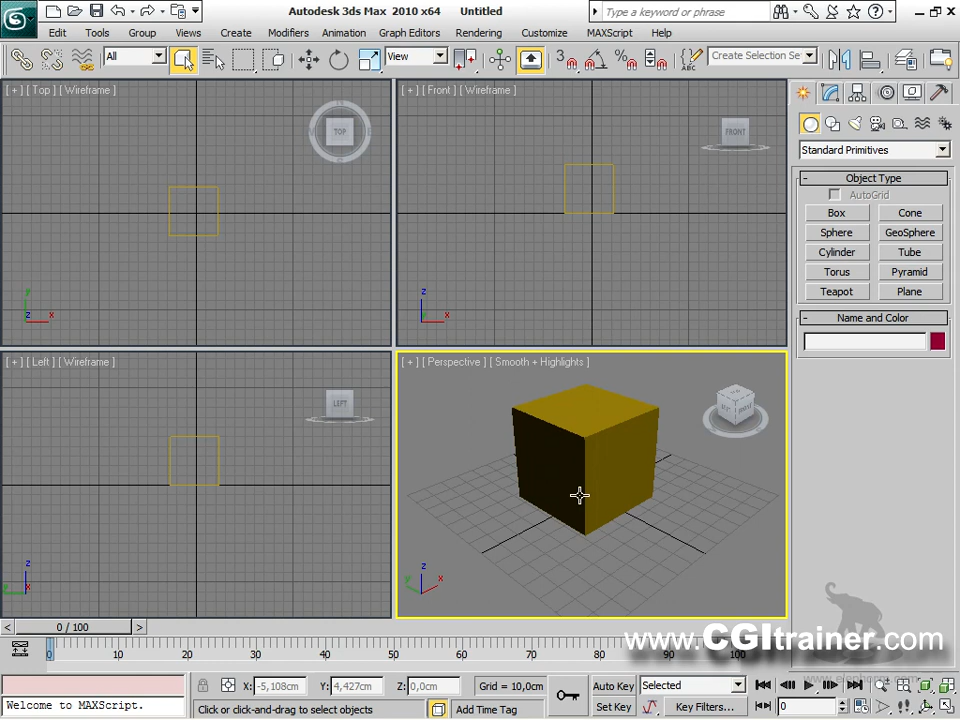 Autodesk 3ds Max 2010 x64 Untitled
Type a keyword or phrase
Edit Tools Group Views Create Modifiers Animation Graph Editors Rendering Customize MAXScript Help
All
View
3
%
ABC
Create Selection Se
[ + ] [ Top ] [ Wireframe ]
TOP
y
z
x
[ + ] [ Front ] [ Wireframe ]
FRONT
z
x
Standard Primitives
- Object Type
AutoGrid
Box Cone
Sphere GeoSphere
Cylinder Tube
Torus Pyramid
Teapot Plane
- Name and Color
[ + ] [ Left ] [ Wireframe ]
LEFT
z
y
[ + ] [ Perspective ] [ Smooth + Highlights ]
z
y x
< 0 / 100 >
www.CGItrainer.com
0 10 20 30 40 50 60 70 80 90 100
X: -5,108cm Y: 4,427cm Z: 0,0cm Grid = 10,0cm
Auto Key Selected
Welcome to MAXScript.
Click or click-and-drag to select objects
Add Time Tag
Set Key Key Filters... 0